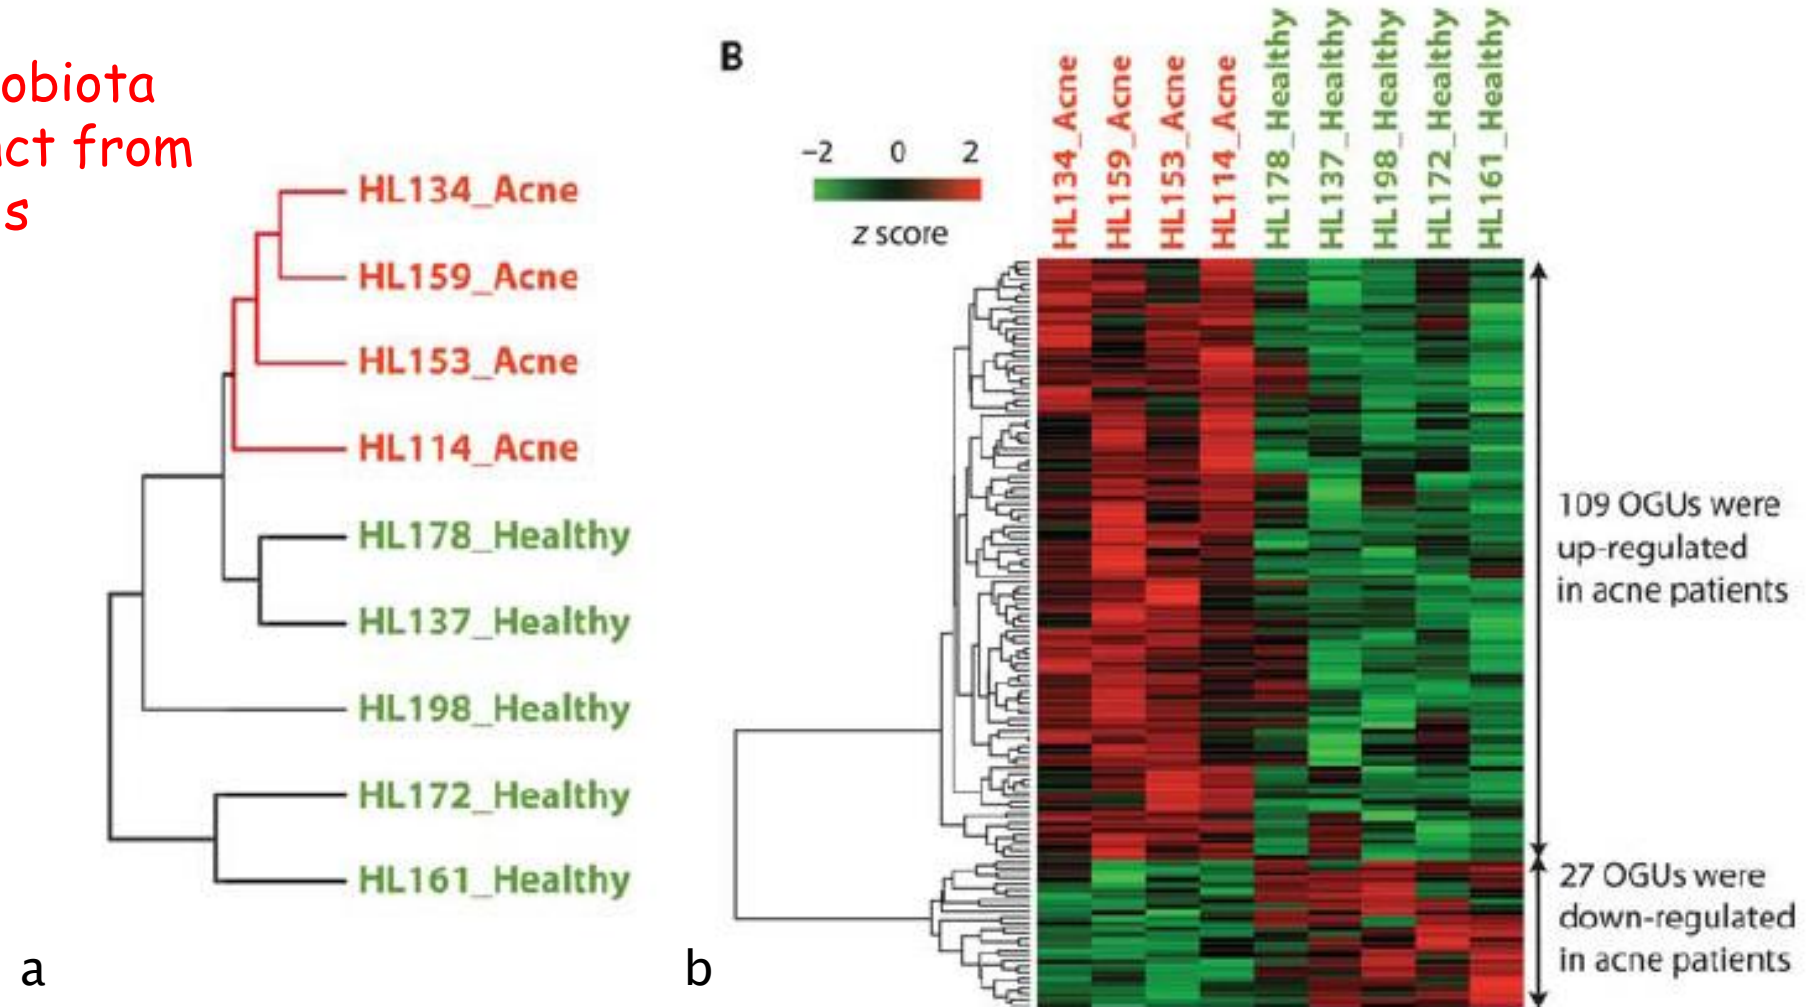 obiota
ct from
s
HL134_Acne
HL159_Acne
HL153_Acne
HL114_Acne
HL178_Healthy
HL137_Healthy
HL198_Healthy
HL172_Healthy
HL161_Healthy
a
B
−2 0 2
z score
HL134_Acne
HL159_Acne
HL153_Acne
HL114_Acne
HL178_Healthy
HL137_Healthy
HL198_Healthy
HL172_Healthy
HL161_Healthy
109 OGUs were
up-regulated
in acne patients
27 OGUs were
down-regulated
in acne patients
b